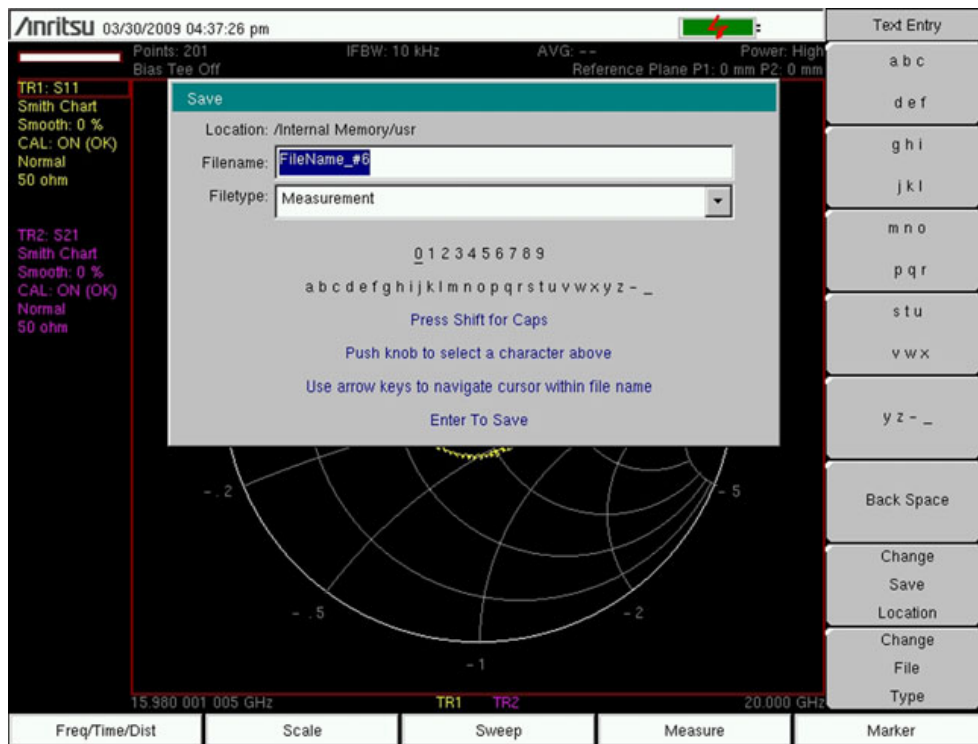 Anritsu 03/30/2009 04:37:26 pm
Text Entry
Points: 201 IFBW: 10 kHz AVG: -- Power: High
Bias Tee Off Reference Plane P1: 0 mm P2: 0 mm
TR1: S11
Smith Chart
Smooth: 0 %
CAL: ON (OK)
Normal
50 ohm
TR2: S21
Smith Chart
Smooth: 0 %
CAL: ON (OK)
Normal
50 ohm
Save
Location: /Internal Memory/usr
Filename: FileName_#6
Filetype: Measurement
0 1 2 3 4 5 6 7 8 9
a b c d e f g h i j k l m n o p q r s t u v w x y z - _
Press Shift for Caps
Push knob to select a character above
Use arrow keys to navigate cursor within file name
Enter To Save
-.2
-5
-.5
-2
-1
15.980 001 005 GHz TR1 TR2 20.000 GHz
a b c
d e f
g h i
j k l
m n o
p q r
s t u
v w x
y z - _
Back Space
Change
Save
Location
Change
File
Type
Freq/Time/Dist Scale Sweep Measure Marker